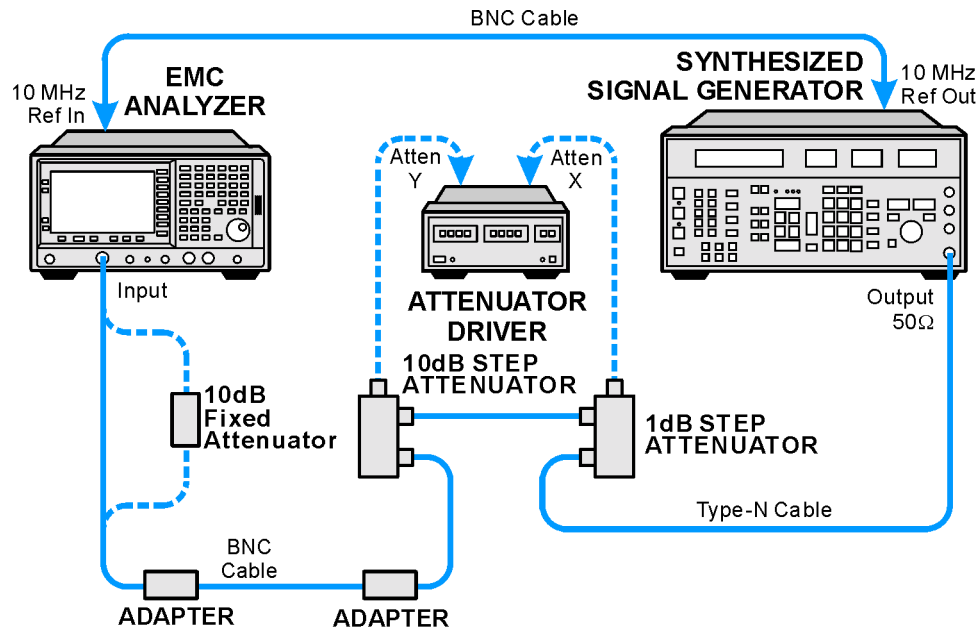 BNC Cable
EMC
ANALYZER
10 MHz
Ref In
SYNTHESIZED
SIGNAL GENERATOR
10 MHz
Ref Out
Atten
Y
Atten
X
Input
ATTENUATOR
DRIVER
Output
50Ω
10dB STEP
ATTENUATOR
10dB
Fixed
Attenuator
1dB STEP
ATTENUATOR
Type-N Cable
BNC
Cable
ADAPTER
ADAPTER